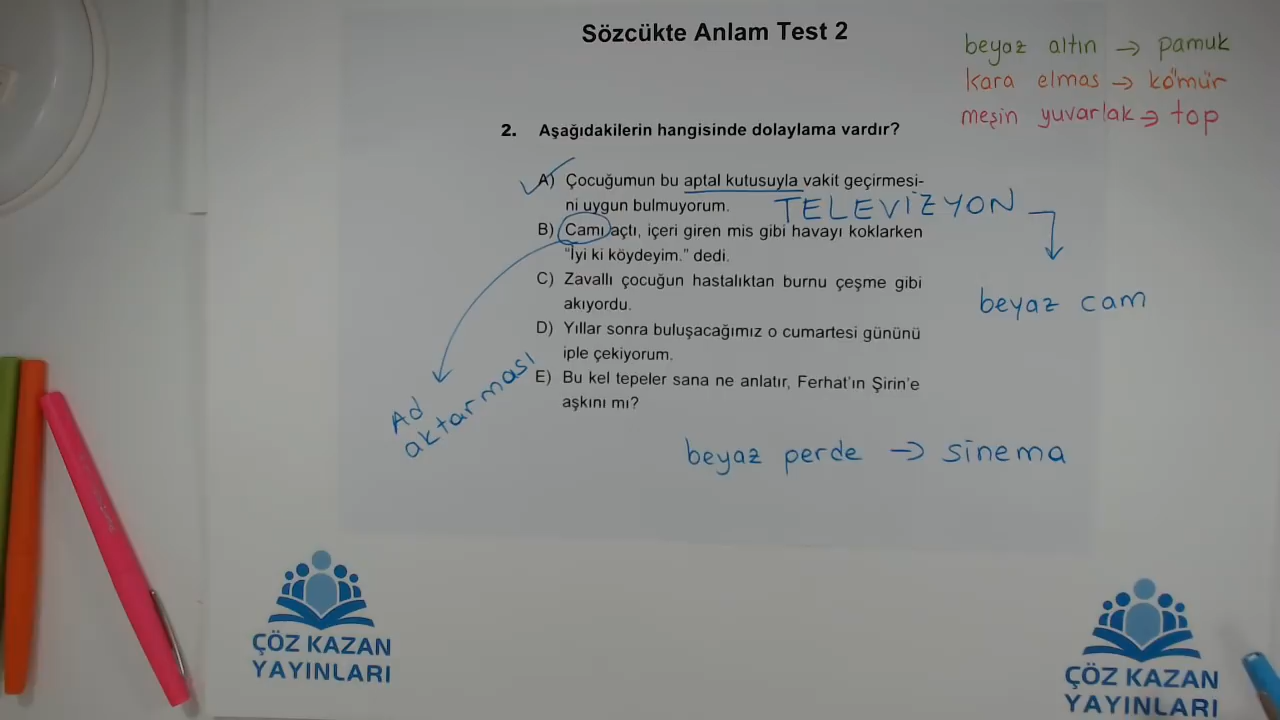 Sözcükte Anlam Test 2
beyaz altın → pamuk
kara elmas → kömür
meşin yuvarlak → top
2. Aşağıdakilerin hangisinde dolaylama vardır?
A) Çocuğumun bu aptal kutusuyla vakit geçirmesi-
ni uygun bulmuyorum.
TELEVİZYON
B) Camı açtı, içeri giren mis gibi havayı koklarken
"İyi ki köydeyim." dedi.
beyaz cam
C) Zavallı çocuğun hastalıktan burnu çeşme gibi
akıyordu.
D) Yıllar sonra buluşacağımız o cumartesi gününü
iple çekiyorum.
E) Bu kel tepeler sana ne anlatır, Ferhat'ın Şirin'e
aşkını mı?
Ad
aktarması
beyaz perde → sinema
ÇÖZ KAZAN
YAYINLARI
ÇÖZ KAZAN
YAYINLARI